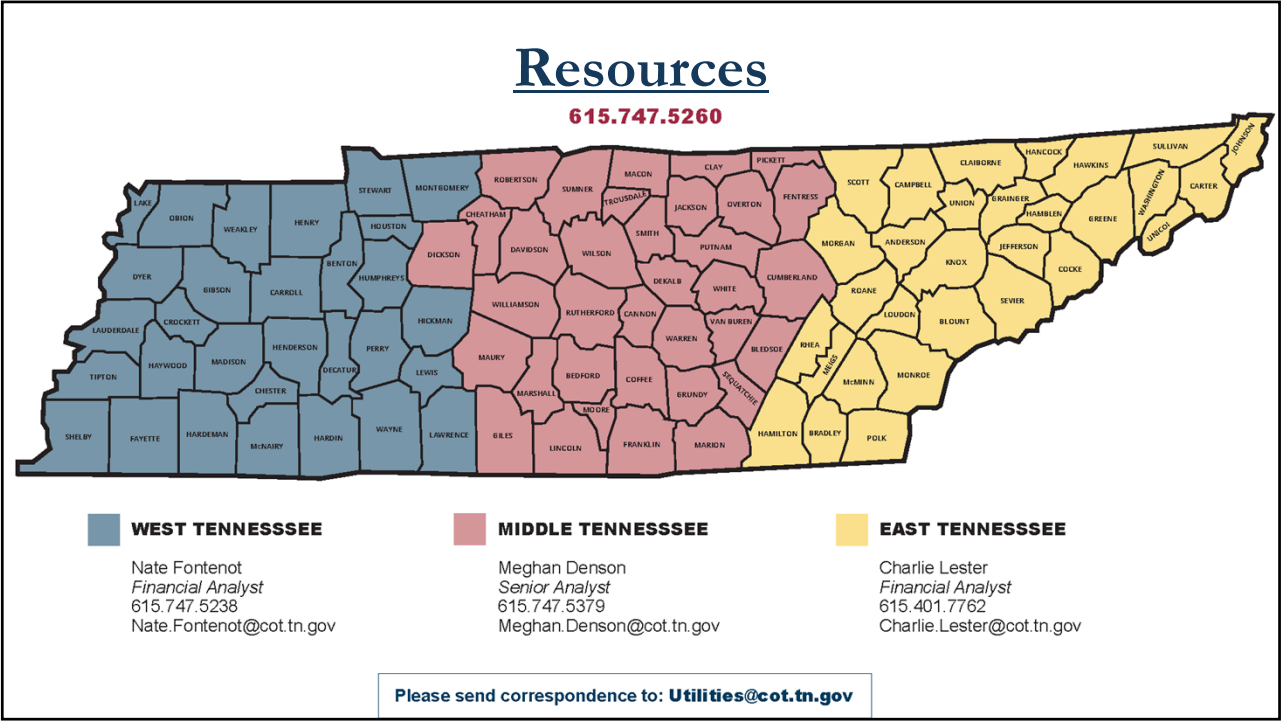 Resources
615.747.5260
JOHNSON
SULLIVAN
HANCOCK
CLAIBORNE
HAWKINS
CARTER
WASHINGTON
UNICOI
SCOTT
CAMPBELL
UNION
GRAINGER
HAMBLEN
GREENE
PICKETT
CLAY
MACON
ROBERTSON
SUMNER
TROUSDALE
JACKSON
OVERTON
FENTRESS
STEWART
MONTGOMERY
LAKE
OBION
WEAKLEY
HENRY
HOUSTON
CHEATHAM
DICKSON
DAVIDSON
WILSON
SMITH
PUTNAM
MORGAN
ANDERSON
KNOX
JEFFERSON
COCKE
DYER
GIBSON
CARROLL
BENTON
HUMPHREYS
DEKALB
WHITE
CUMBERLAND
ROANE
LOUDON
BLOUNT
SEVIER
LAUDERDALE
CROCKETT
HICKMAN
WILLIAMSON
RUTHERFORD
CANNON
WARREN
VAN BUREN
BLEDSOE
RHEA
MEIGS
McMINN
MONROE
TIPTON
HAYWOOD
MADISON
HENDERSON
DECATUR
PERRY
LEWIS
MAURY
MARSHALL
BEDFORD
COFFEE
GRUNDY
SEQUATCHIE
CHESTER
MOORE
SHELBY
FAYETTE
HARDEMAN
McNAIRY
HARDIN
WAYNE
LAWRENCE
GILES
LINCOLN
FRANKLIN
MARION
HAMILTON
BRADLEY
POLK
WEST TENNESSSEE
Nate Fontenot
Financial Analyst
615.747.5238
Nate.Fontenot@cot.tn.gov
MIDDLE TENNESSSEE
Meghan Denson
Senior Analyst
615.747.5379
Meghan.Denson@cot.tn.gov
EAST TENNESSSEE
Charlie Lester
Financial Analyst
615.401.7762
Charlie.Lester@cot.tn.gov
Please send correspondence to: Utilities@cot.tn.gov